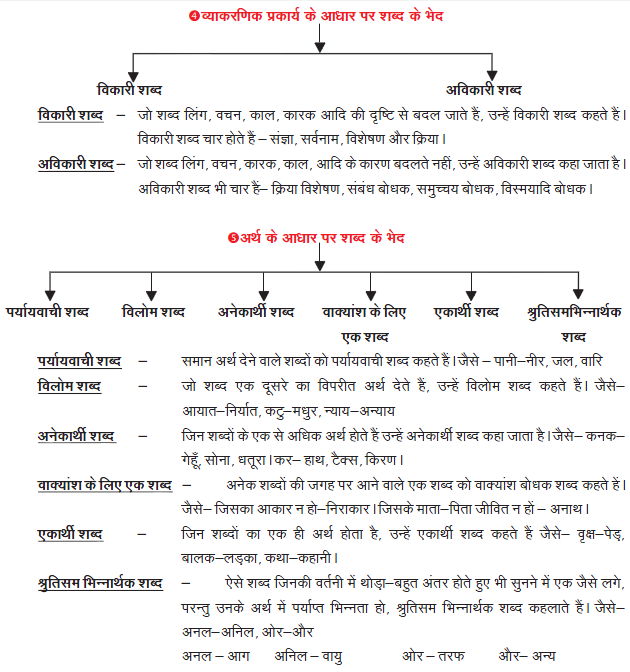 ❹व्याकरणिक प्रकार्य के आधार पर शब्द के भेद
विकारी शब्द अविकारी शब्द
विकारी शब्द – जो शब्द लिंग, वचन, काल, कारक आदि की दृष्टि से बदल जाते हैं, उन्हें विकारी शब्द कहते हैं।
विकारी शब्द चार होते हैं – संज्ञा, सर्वनाम, विशेषण और क्रिया।
अविकारी शब्द– जो शब्द लिंग, वचन, कारक, काल, आदि के कारण बदलते नहीं, उन्हें अविकारी शब्द कहा जाता है।
अविकारी शब्द भी चार हैं– क्रिया विशेषण, संबंध बोधक, समुच्चय बोधक, विस्मयादि बोधक।
❺अर्थ के आधार पर शब्द के भेद
पर्यायवाची शब्द विलोम शब्द अनेकार्थी शब्द वाक्यांश के लिए एकार्थी शब्द श्रुतिसमभिन्नार्थक
एक शब्द शब्द
पर्यायवाची शब्द – समान अर्थ देने वाले शब्दों को पर्यायवाची शब्द कहते हैं। जैसे – पानी–नीर, जल, वारि
विलोम शब्द – जो शब्द एक दूसरे का विपरीत अर्थ देते हैं, उन्हें विलोम शब्द कहते हैं। जैसे–
आयात–निर्यात, कटु–मधुर, न्याय–अन्याय
अनेकार्थी शब्द – जिन शब्दों के एक से अधिक अर्थ होते हैं उन्हें अनेकार्थी शब्द कहा जाता है। जैसे– कनक-
गेहूँ, सोना, धतूरा। कर– हाथ, टैक्स, किरण।
वाक्यांश के लिए एक शब्द – अनेक शब्दों की जगह पर आने वाले एक शब्द को वाक्यांश बोधक शब्द कहते हैं।
जैसे– जिसका आकार न हो–निराकार। जिसके माता–पिता जीवित न हों – अनाथ।
एकार्थी शब्द – जिन शब्दों का एक ही अर्थ होता है, उन्हें एकार्थी शब्द कहते हैं जैसे– वृक्ष–पेड़,
बालक–लड़का, कथा–कहानी।
श्रुतिसम भिन्नार्थक शब्द – ऐसे शब्द जिनकी वर्तनी में थोड़ा–बहुत अंतर होते हुए भी सुनने में एक जैसे लगे,
परन्तु उनके अर्थ में पर्याप्त भिन्नता हो, श्रुतिसम भिन्नार्थक शब्द कहलाते हैं। जैसे–
अनल–अनिल, ओर–और
अनल – आग अनिल – वायु ओर – तरफ और– अन्य